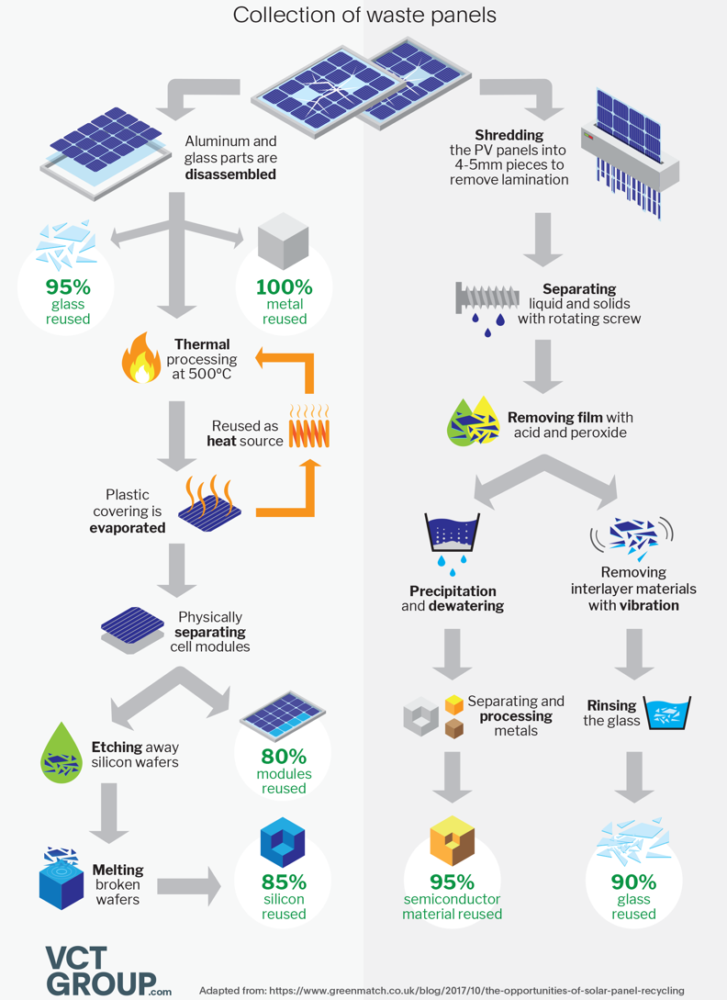 Collection of waste panels
Aluminum and
glass parts are
disassembled
95%
glass
reused
100%
metal
reused
Thermal
processing
at 500ºC
Reused as
heat source
Plastic
covering is
evaporated
Physically
separating
cell modules
Etching away
silicon wafers
80%
modules
reused
Melting
broken
wafers
85%
silicon
reused
Shredding
the PV panels into
4-5mm pieces to
remove lamination
Separating
liquid and solids
with rotating screw
Removing film with
acid and peroxide
Precipitation
and dewatering
Removing
interlayer materials
with vibration
Separating and
processing
metals
Rinsing
the glass
95%
semiconductor
material reused
90%
glass
reused
VCT
GROUP.com
Adapted from: https://www.greenmatch.co.uk/blog/2017/10/the-opportunities-of-solar-panel-recycling